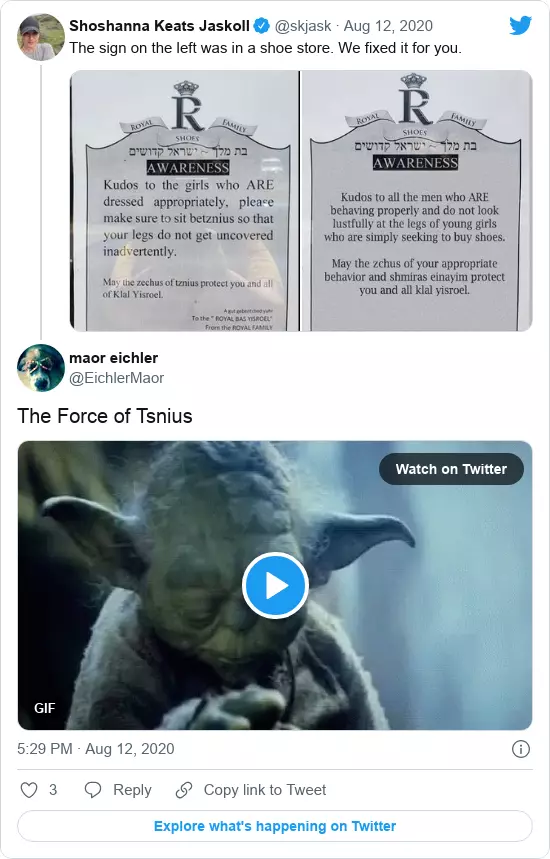 Shoshanna Keats Jaskoll @skjask · Aug 12, 2020
The sign on the left was in a shoe store. We fixed it for you.
R
ROYAL FAMILY
SHOES
בת מלך ~ ישראל קדושים
AWARENESS
Kudos to the girls who ARE
dressed appropriately, please
make sure to sit betznius so that
your legs do not get uncovered
inadvertently.
May the zechus of tznius protect you and all
of Klal Yisroel.
A gut gebentched yahr
To the " ROYAL BAS YISROEL"
From the ROYAL FAMILY
R
ROYAL FAMILY
SHOES
בת מלך ~ ישראל קדושים
AWARENESS
Kudos to all the men who ARE
behaving properly and do not look
lustfully at the legs of young girls
who are simply seeking to buy shoes.
May the zchus of your appropriate
behavior and shmiras einayim protect
you and all klal yisroel.
maor eichler
@EichlerMaor
The Force of Tsnius
Watch on Twitter
GIF
5:29 PM · Aug 12, 2020
3 Reply Copy link to Tweet
Explore what's happening on Twitter